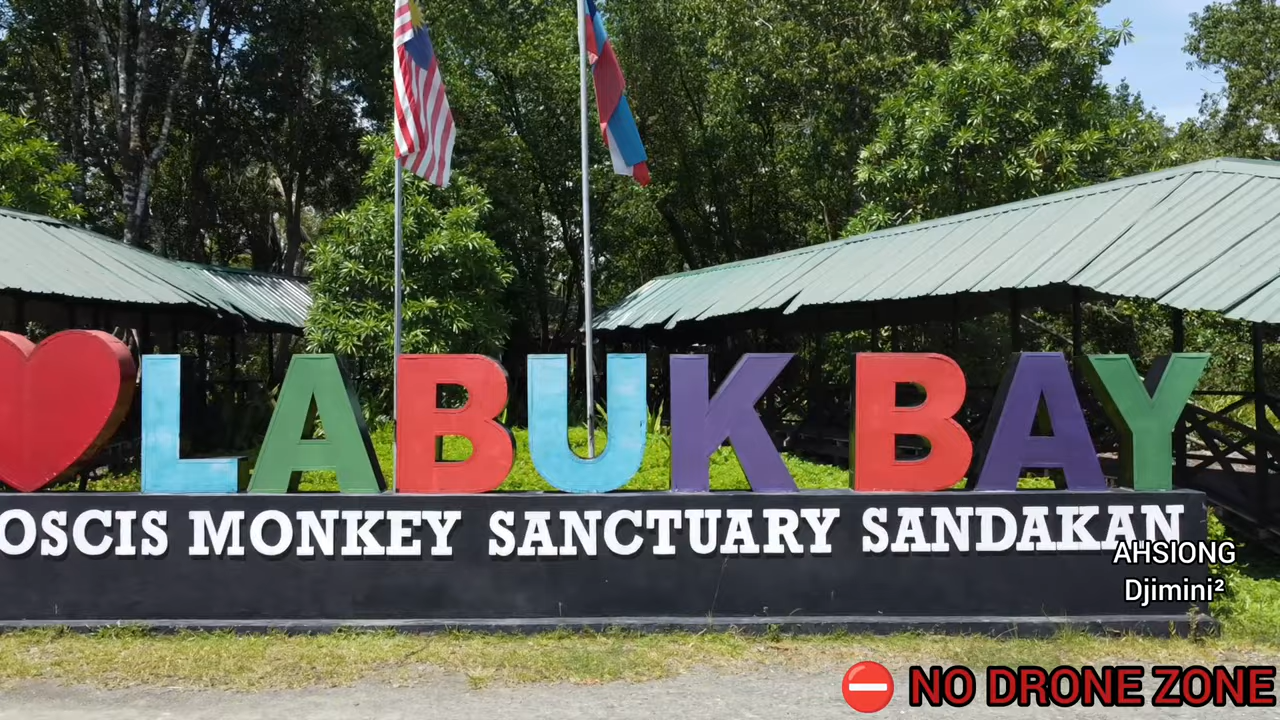 LABUK BAY
OSCIS MONKEY SANCTUARY SANDAKAN
AHSIONG
Djimini²
NO DRONE ZONE